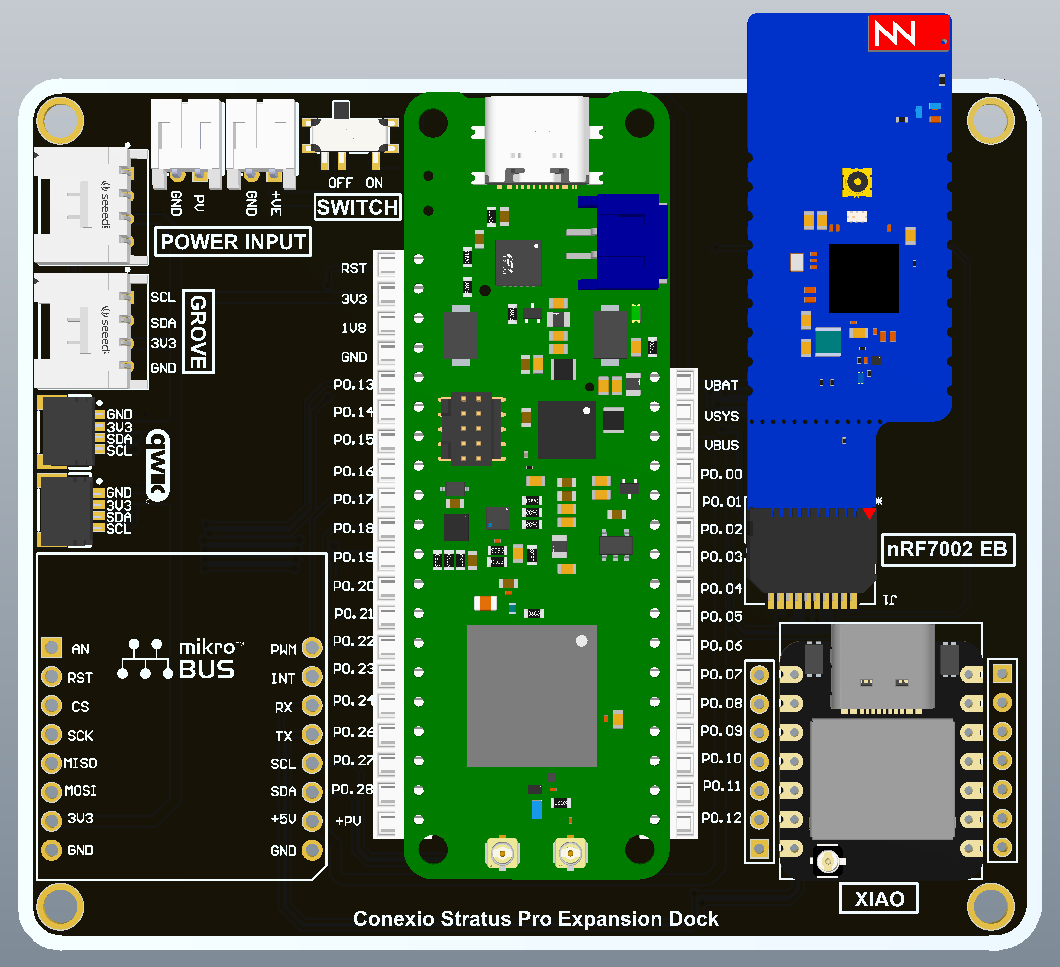 OFF ON
SWITCH
GND PV GND +VE
POWER INPUT
seeed
seeed
SCL
SDA
3V3
GND
GROVE
GND
3V3
SDA
SCL
QWIIC
GND
3V3
SDA
SCL
RST
3V3
1V8
GND
P0.13
P0.14
P0.15
P0.16
P0.17
P0.18
P0.19
P0.20
P0.21
P0.22
P0.23
P0.24
P0.26
P0.27
P0.28
+PV
VBAT
VSYS
VBUS
P0.00
P0.01
P0.02
P0.03
P0.04
P0.05
P0.06
P0.07
P0.08
P0.09
P0.10
P0.11
P0.12
nRF7002 EB
J1
mikro™
BUS
AN
RST
CS
SCK
MISO
MOSI
3V3
GND
PWM
INT
RX
TX
SCL
SDA
+5V
GND
XIAO
Conexio Stratus Pro Expansion Dock